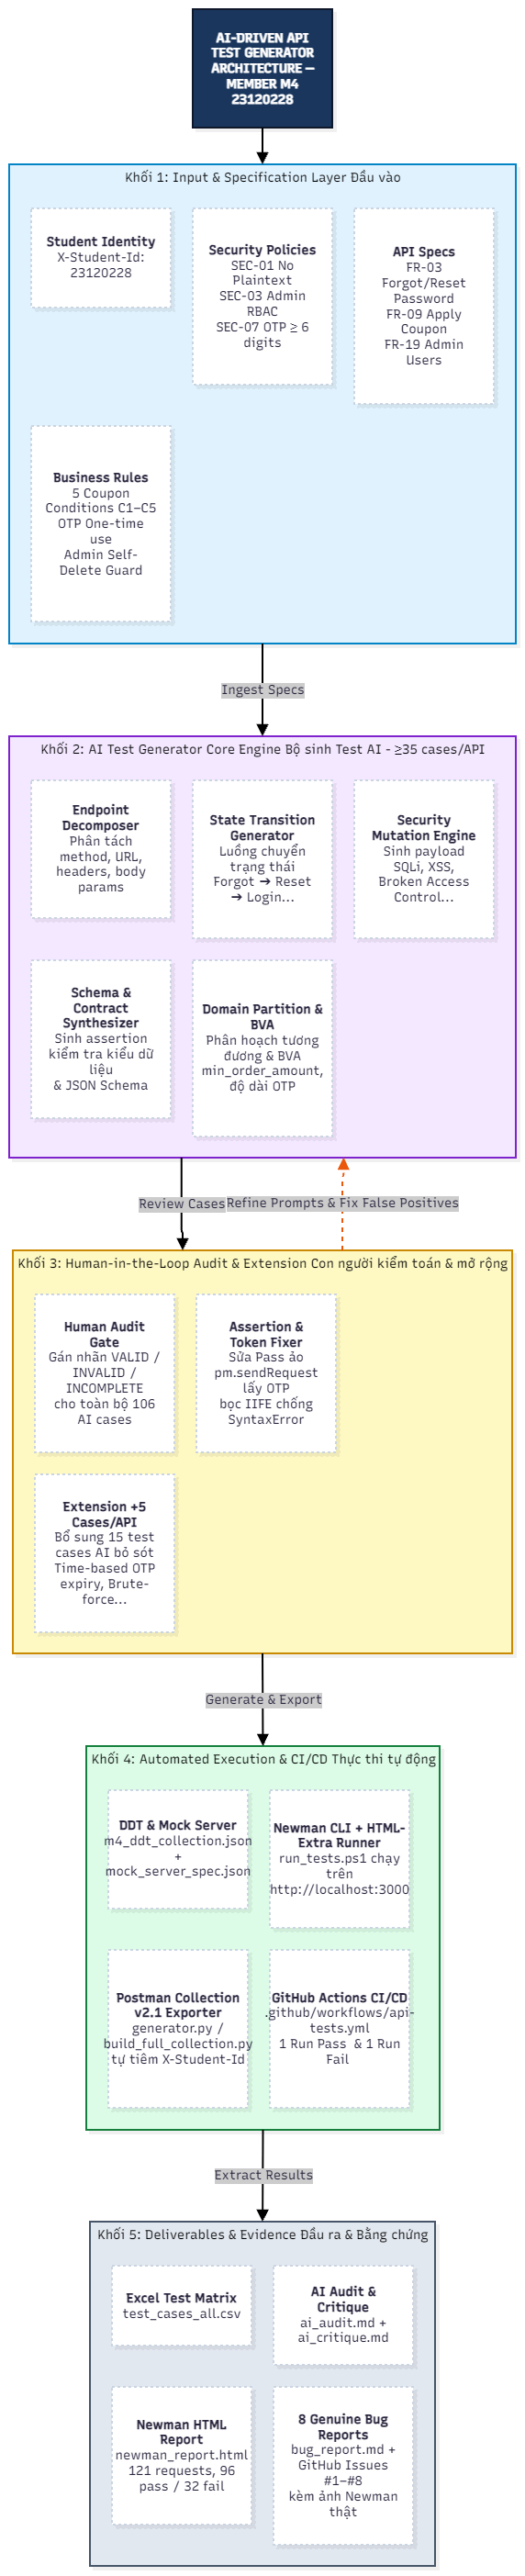 AI-DRIVEN API
TEST GENERATOR
ARCHITECTURE —
MEMBER M4
23120228
Khối 1: Input & Specification Layer Đầu vào
Student Identity
X-Student-Id:
23120228
Security Policies
SEC-01 No
Plaintext
SEC-03 Admin
RBAC
SEC-07 OTP ≥ 6
digits
API Specs
FR-03
Forgot/Reset
Password
FR-09 Apply
Coupon
FR-19 Admin
Users
Business Rules
5 Coupon
Conditions C1–C5
OTP One-time
use
Admin Self-
Delete Guard
Ingest Specs
Khối 2: AI Test Generator Core Engine Bộ sinh Test AI - ≥35 cases/API
Endpoint
Decomposer
Phân tách
method, URL,
headers, body
params
State Transition
Generator
Luồng chuyển
trạng thái
Forgot → Reset
→ Login...
Security
Mutation Engine
Sinh payload
SQLi, XSS,
Broken Access
Control...
Schema &
Contract
Synthesizer
Sinh assertion
kiểm tra kiểu dữ
liệu
& JSON Schema
Domain Partition &
BVA
Phân hoạch tương
đương & BVA
min_order_amount,
độ dài OTP
Review Cases
Refine Prompts & Fix False Positives
Khối 3: Human-in-the-Loop Audit & Extension Con người kiểm toán & mở rộng
Human Audit
Gate
Gán nhãn VALID /
INVALID /
INCOMPLETE
cho toàn bộ 106
AI cases
Assertion &
Token Fixer
Sửa Pass ảo
pm.sendRequest
lấy OTP
bọc IIFE chống
SyntaxError
Extension +5
Cases/API
Bổ sung 15 test
cases AI bỏ sót
Time-based OTP
expiry, Brute-
force...
Generate & Export
Khối 4: Automated Execution & CI/CD Thực thi tự động
DDT & Mock Server
m4_ddt_collection.json
+
mock_server_spec.json
Newman CLI + HTML-
Extra Runner
run_tests.ps1 chạy
trên
http://localhost:3000
Postman Collection
v2.1 Exporter
generator.py /
build_full_collection.py
tự tiêm X-Student-Id
GitHub Actions CI/CD
.github/workflows/api-
tests.yml
1 Run Pass & 1 Run
Fail
Extract Results
Khối 5: Deliverables & Evidence Đầu ra & Bằng chứng
Excel Test Matrix
test_cases_all.csv
AI Audit &
Critique
ai_audit.md +
ai_critique.md
Newman HTML
Report
newman_report.html
121 requests, 96
pass / 32 fail
8 Genuine Bug
Reports
bug_report.md +
GitHub Issues
#1–#8
kèm ảnh Newman
thật